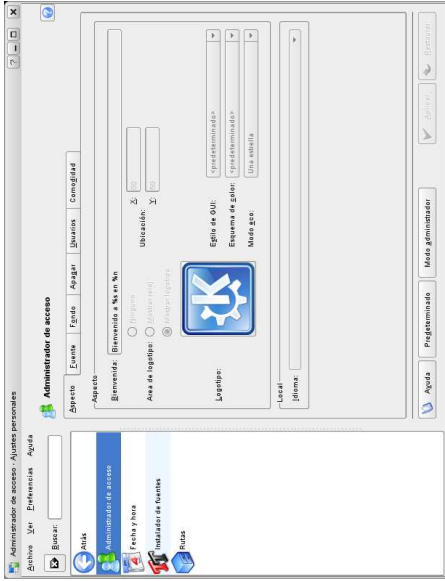 Administrador de acceso - Ajustes personales
Archivo Ver Preferencias Ayuda
Buscar:
Atrás
Administrador de acceso
Fecha y hora
Instalador de fuentes
Rutas
Administrador de acceso
Aspecto Fuente Fondo Apagar Usuarios Comodidad
Aspecto
Bienvenida: Bienvenido a %s en %n
Área de logotipo: Ninguno
Mostrar reloj
Mostrar logotipo
Ubicación: X: 50
Y: 50
Logotipo:
K
Estilo de GUI: <predeterminado>
Esquema de color: <predeterminado>
Modo eco: Una estrella
Local
Idioma:
Ayuda Predeterminado Modo administrador Aplicar Restaurar